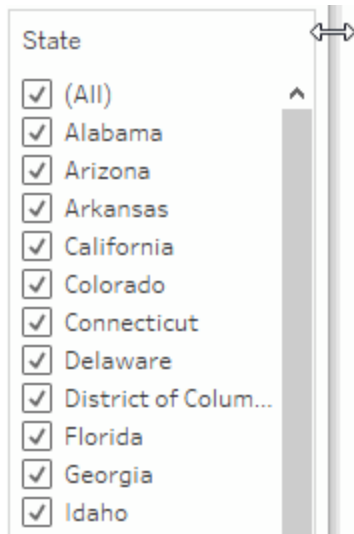 State
(All)
Alabama
Arizona
Arkansas
California
Colorado
Connecticut
Delaware
District of Colum...
Florida
Georgia
Idaho